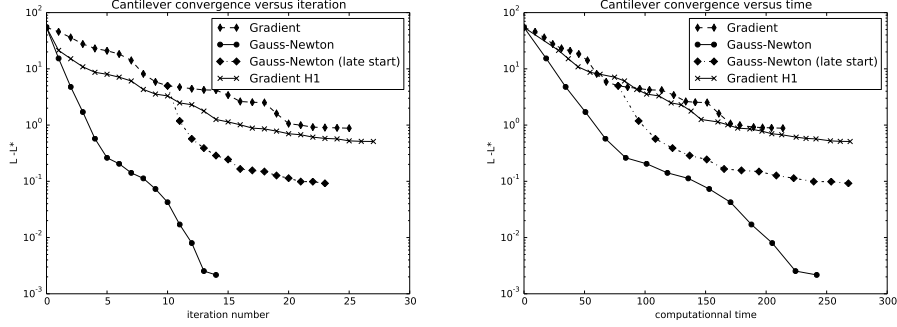 Cantilever convergence versus iteration
10^2
10^1
10^0
10^-1
10^-2
10^-3
L -L*
Gradient
Gauss-Newton
Gauss-Newton (late start)
Gradient H1
0 5 10 15 20 25 30
iteration number
Cantilever convergence versus time
10^2
10^1
10^0
10^-1
10^-2
10^-3
L -L*
Gradient
Gauss-Newton
Gauss-Newton (late start)
Gradient H1
0 50 100 150 200 250 300
computationnal time